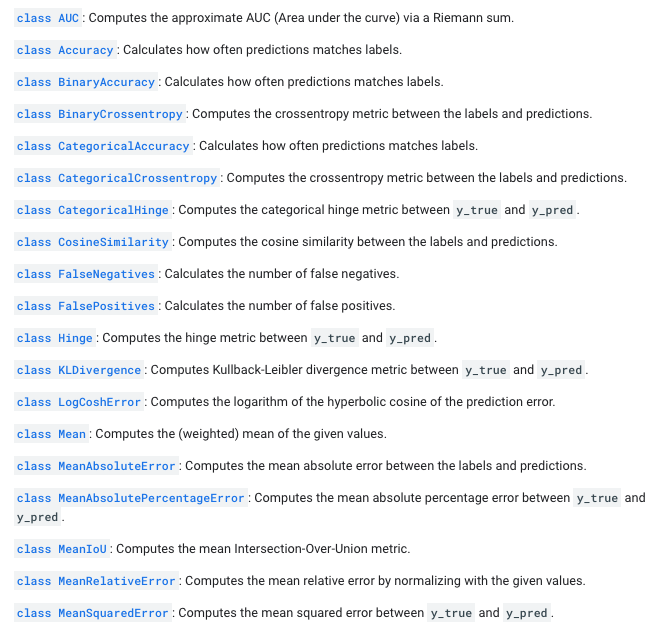 class AUC: Computes the approximate AUC (Area under the curve) via a Riemann sum.
class Accuracy: Calculates how often predictions matches labels.
class BinaryAccuracy: Calculates how often predictions matches labels.
class BinaryCrossentropy: Computes the crossentropy metric between the labels and predictions.
class CategoricalAccuracy: Calculates how often predictions matches labels.
class CategoricalCrossentropy: Computes the crossentropy metric between the labels and predictions.
class CategoricalHinge: Computes the categorical hinge metric between y_true and y_pred.
class CosineSimilarity: Computes the cosine similarity between the labels and predictions.
class FalseNegatives: Calculates the number of false negatives.
class FalsePositives: Calculates the number of false positives.
class Hinge: Computes the hinge metric between y_true and y_pred.
class KLDivergence: Computes Kullback-Leibler divergence metric between y_true and y_pred.
class LogCoshError: Computes the logarithm of the hyperbolic cosine of the prediction error.
class Mean: Computes the (weighted) mean of the given values.
class MeanAbsoluteError: Computes the mean absolute error between the labels and predictions.
class MeanAbsolutePercentageError: Computes the mean absolute percentage error between y_true and
y_pred.
class MeanIoU: Computes the mean Intersection-Over-Union metric.
class MeanRelativeError: Computes the mean relative error by normalizing with the given values.
class MeanSquaredError: Computes the mean squared error between y_true and y_pred.